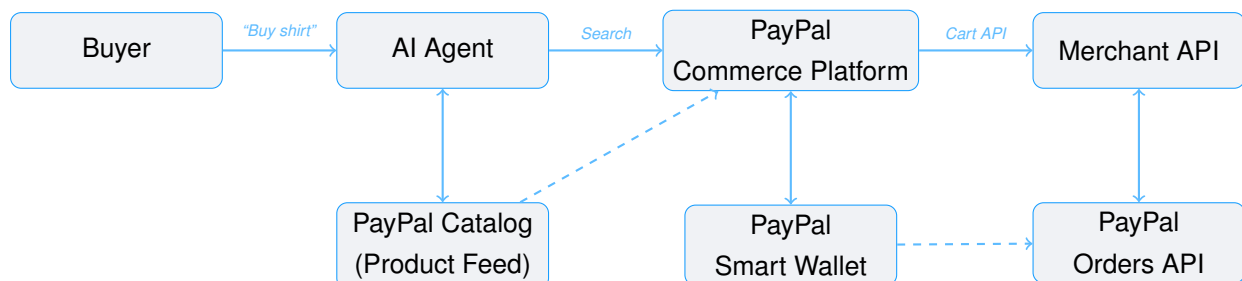 Buyer
“Buy shirt”
AI Agent
Search
PayPal
Commerce Platform
Cart API
Merchant API
PayPal Catalog
(Product Feed)
PayPal
Smart Wallet
PayPal
Orders API